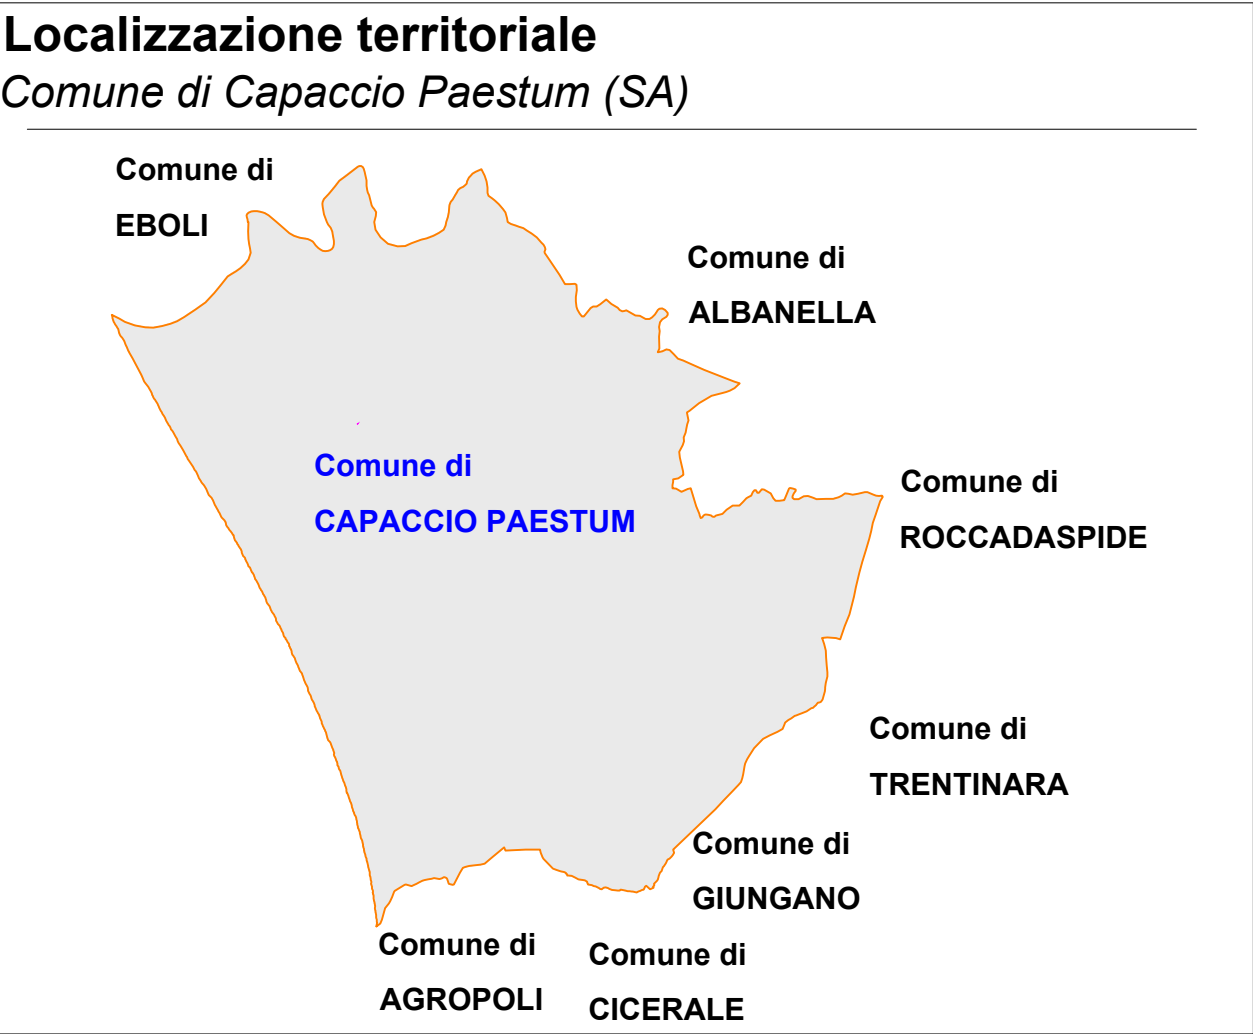 Localizzazione territoriale
Comune di Capaccio Paestum (SA)
Comune di
EBOLI
Comune di
ALBANELLA
Comune di
CAPACCIO PAESTUM
Comune di
ROCCADASPIDE
Comune di
TRENTINARA
Comune di
GIUNGANO
Comune di
AGROPOLI
Comune di
CICERALE